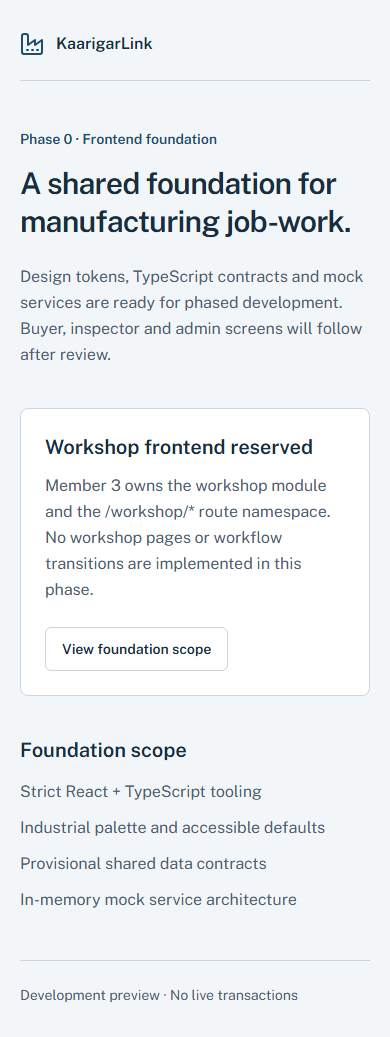 KaarigarLink
Phase 0 · Frontend foundation
A shared foundation for
manufacturing job-work.
Design tokens, TypeScript contracts and mock
services are ready for phased development.
Buyer, inspector and admin screens will follow
after review.
Workshop frontend reserved
Member 3 owns the workshop module
and the /workshop/* route namespace.
No workshop pages or workflow
transitions are implemented in this
phase.
View foundation scope
Foundation scope
Strict React + TypeScript tooling
Industrial palette and accessible defaults
Provisional shared data contracts
In-memory mock service architecture
Development preview · No live transactions